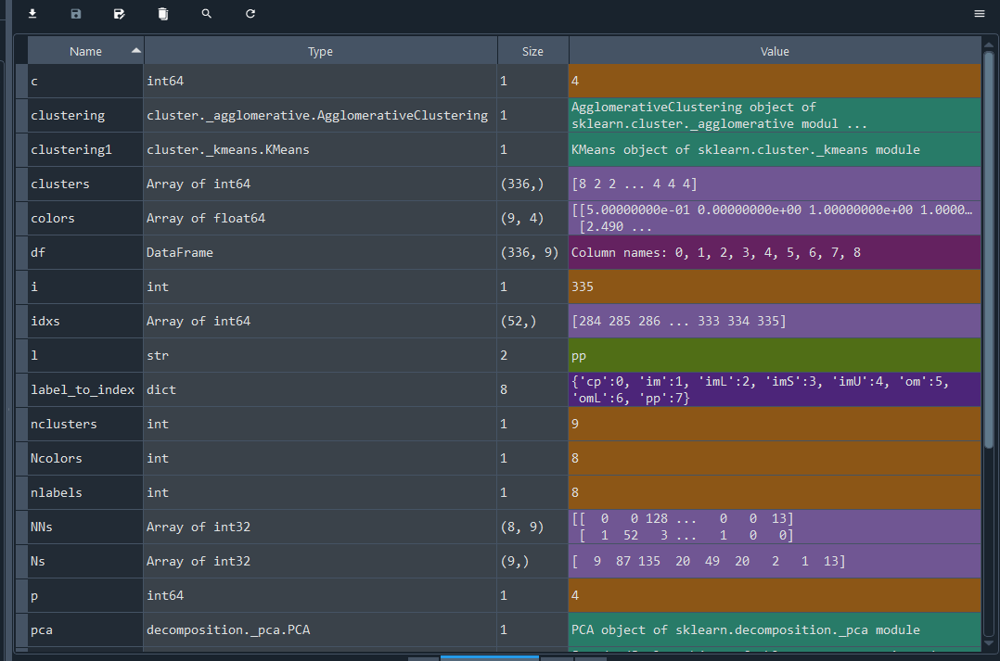 Name Type Size Value
c int64 1 4
clustering cluster._agglomerative.AgglomerativeClustering 1 AgglomerativeClustering object of
sklearn.cluster._agglomerative modul ...
clustering1 cluster._kmeans.KMeans 1 KMeans object of sklearn.cluster._kmeans module
clusters Array of int64 (336,) [8 2 2 ... 4 4 4]
colors Array of float64 (9, 4) [[5.00000000e-01 0.00000000e+00 1.00000000e+00 1.0000…
[2.490 ...
df DataFrame (336, 9) Column names: 0, 1, 2, 3, 4, 5, 6, 7, 8
i int 1 335
idxs Array of int64 (52,) [284 285 286 ... 333 334 335]
l str 2 pp
label_to_index dict 8 {'cp':0, 'im':1, 'imL':2, 'imS':3, 'imU':4, 'om':5,
'omL':6, 'pp':7}
nclusters int 1 9
Ncolors int 1 8
nlabels int 1 8
NNs Array of int32 (8, 9) [[ 0 0 128 ... 0 0 13]
[ 1 52 3 ... 1 0 0]
Ns Array of int32 (9,) [ 9 87 135 20 49 20 2 1 13]
p int64 1 4
pca decomposition._pca.PCA 1 PCA object of sklearn.decomposition._pca module